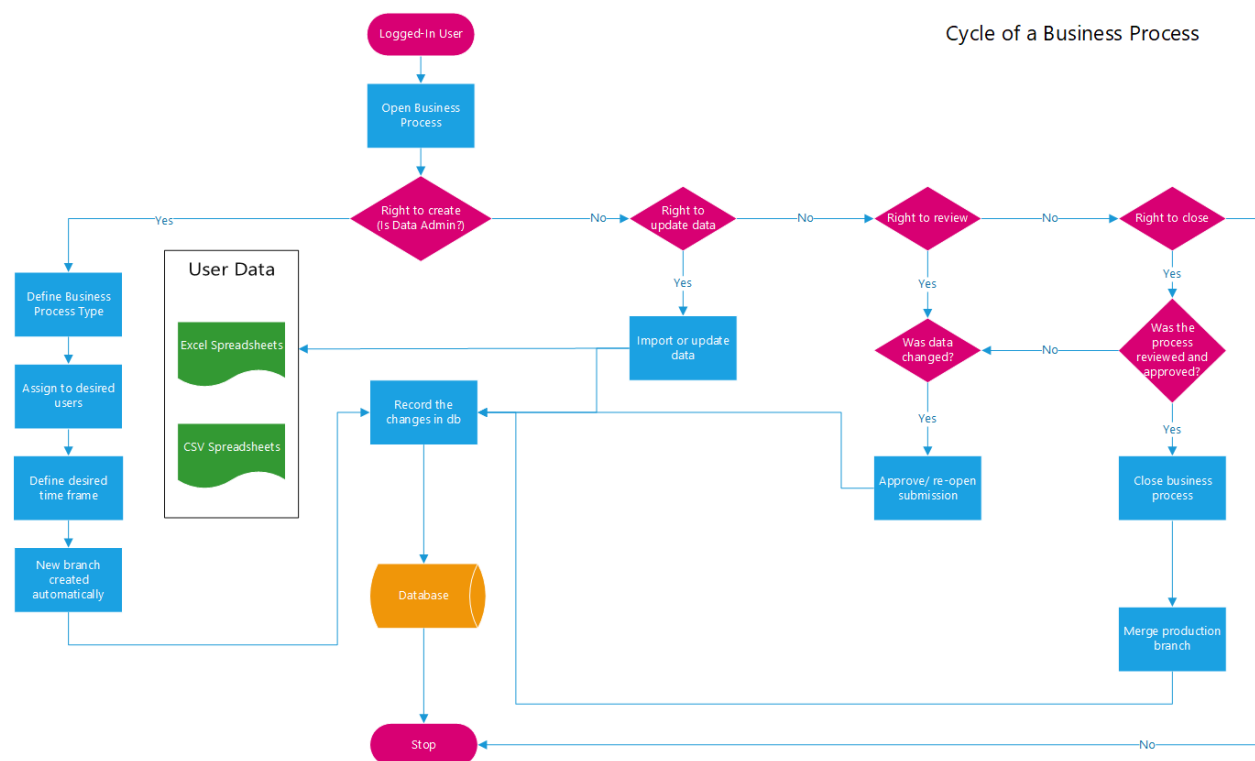 Cycle of a Business Process
Logged-In User
Open Business
Process
Right to create
(Is Data Admin?)
Yes
No
Right to
update data
No
Right to review
No
Right to close
User Data
Excel Spreadsheets
CSV Spreadsheets
Define Business
Process Type
Assign to desired
users
Define desired
time frame
New branch
created
automatically
Yes
Import or update
data
Record the
changes in db
Database
Stop
Yes
Was data
changed?
Yes
Approve/ re-open
submission
Yes
Was the
process
reviewed and
approved?
No
Yes
Close business
process
Merge production
branch
No